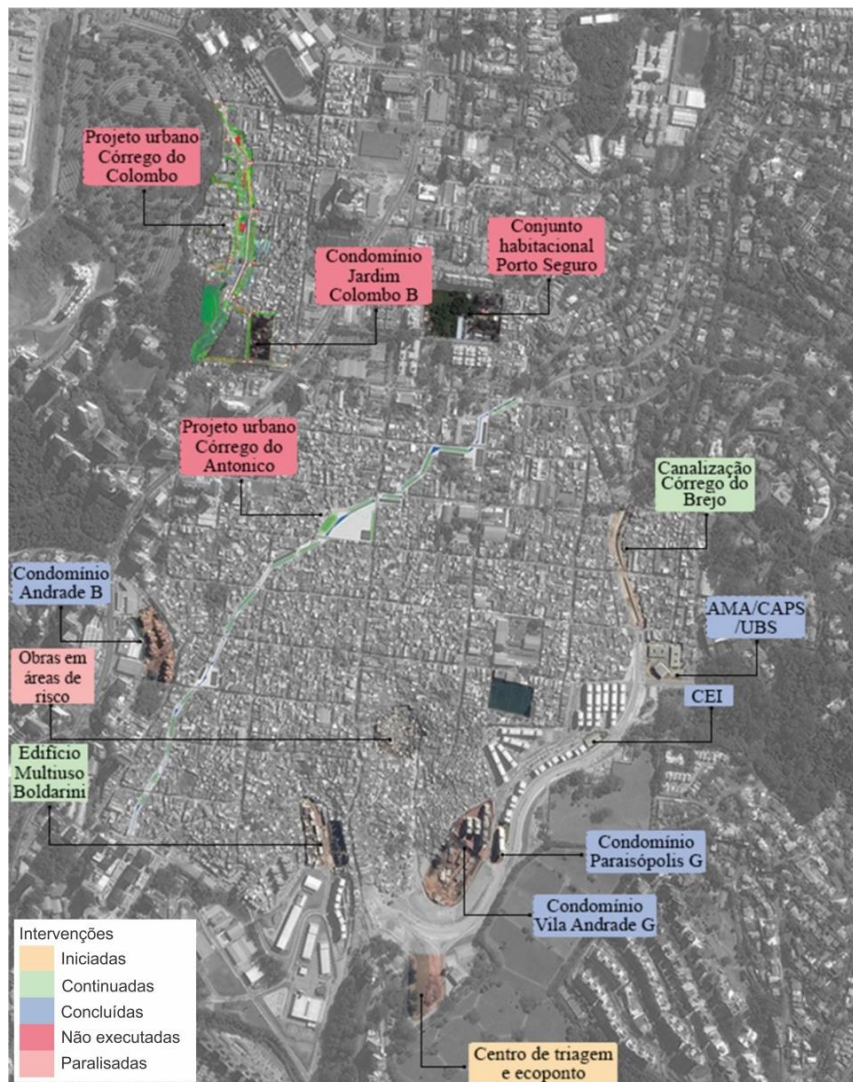 Projeto urbano
Córrego do
Colombo
Condomínio
Jardim
Colombo B
Conjunto
habitacional
Porto Seguro
Projeto urbano
Córrego do
Antonico
Canalização
Córrego do
Brejo
Condomínio
Andrade B
AMA/CAPS
/UBS
Obras em
áreas de
risco
CEI
Edifício
Multiuso
Boldarini
Condomínio
Paraisópolis G
Condomínio
Vila Andrade G
Intervenções
Iniciadas
Continuadas
Concluídas
Não executadas
Paralisadas
Centro de triagem
e ecoponto